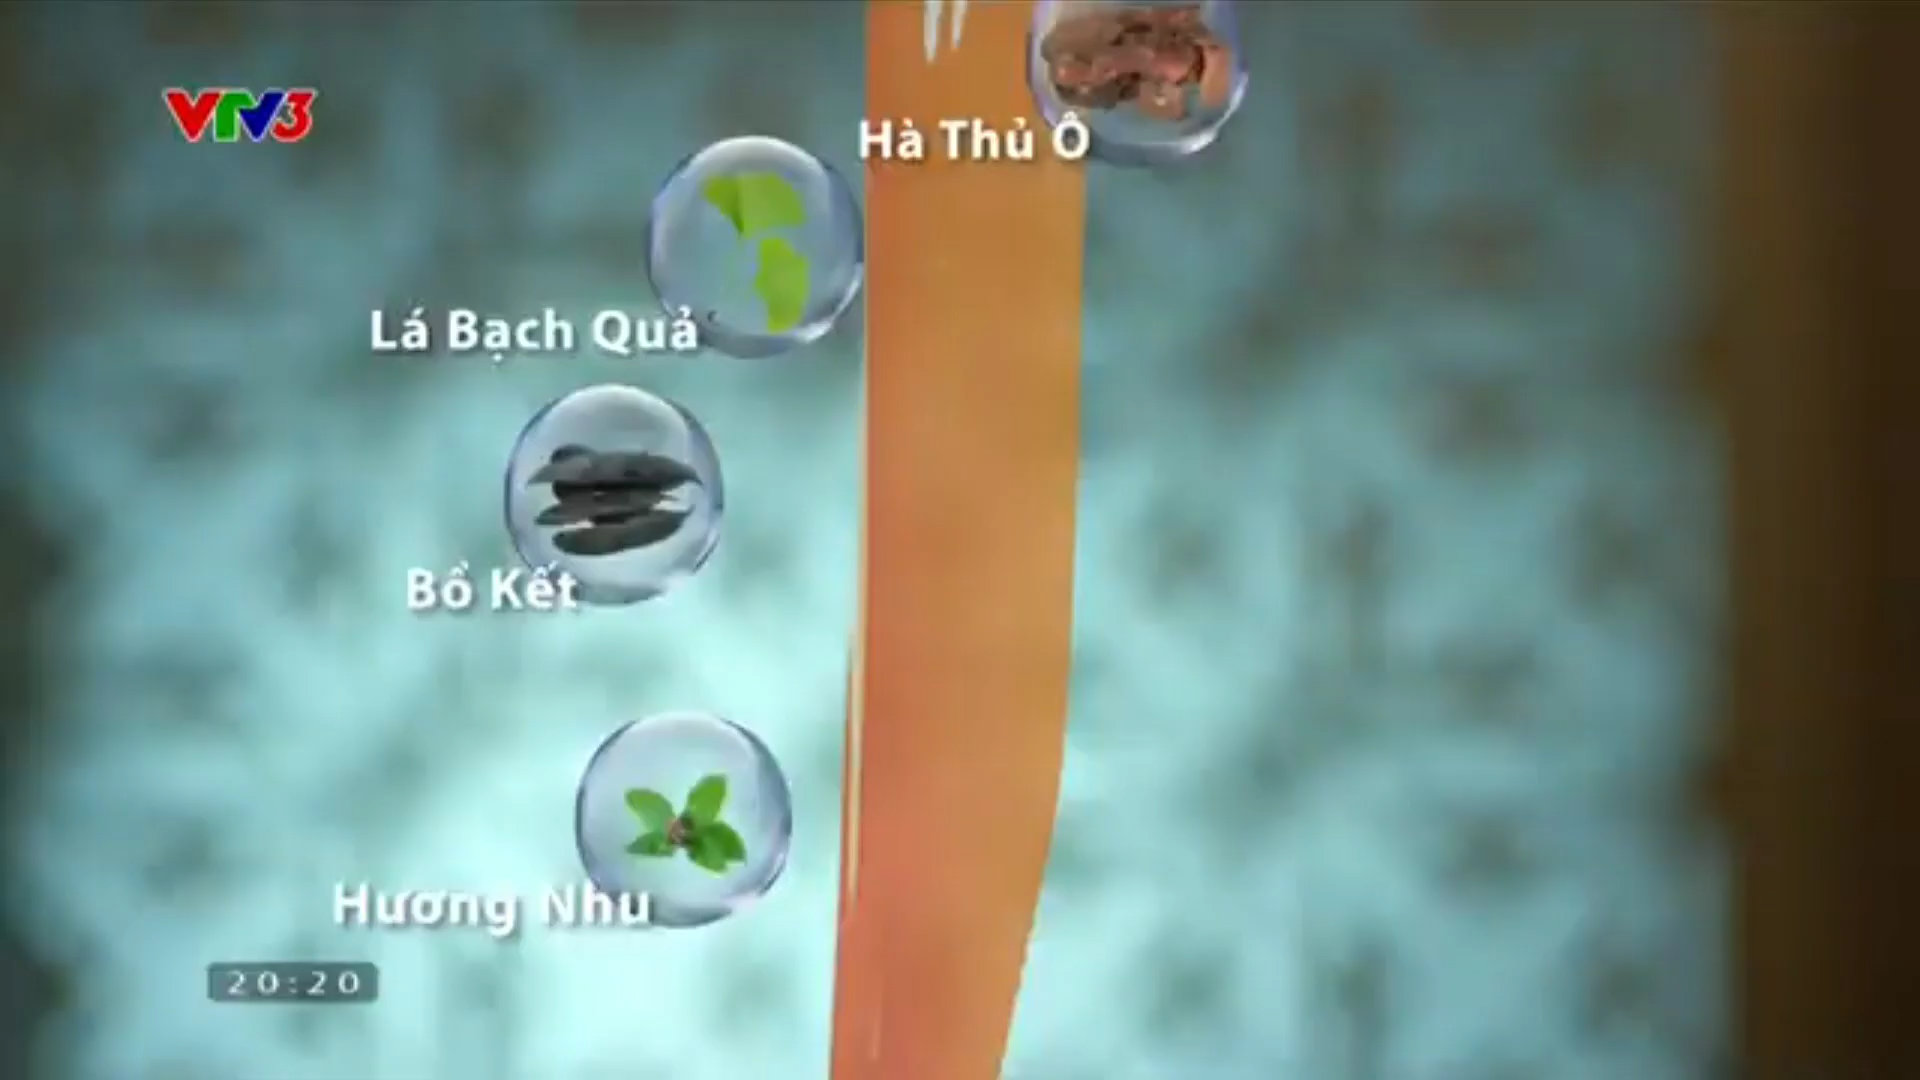 VTV3
Hà Thủ Ô
Lá Bạch Quả
Bồ Kết
Hương Nhu
20:20